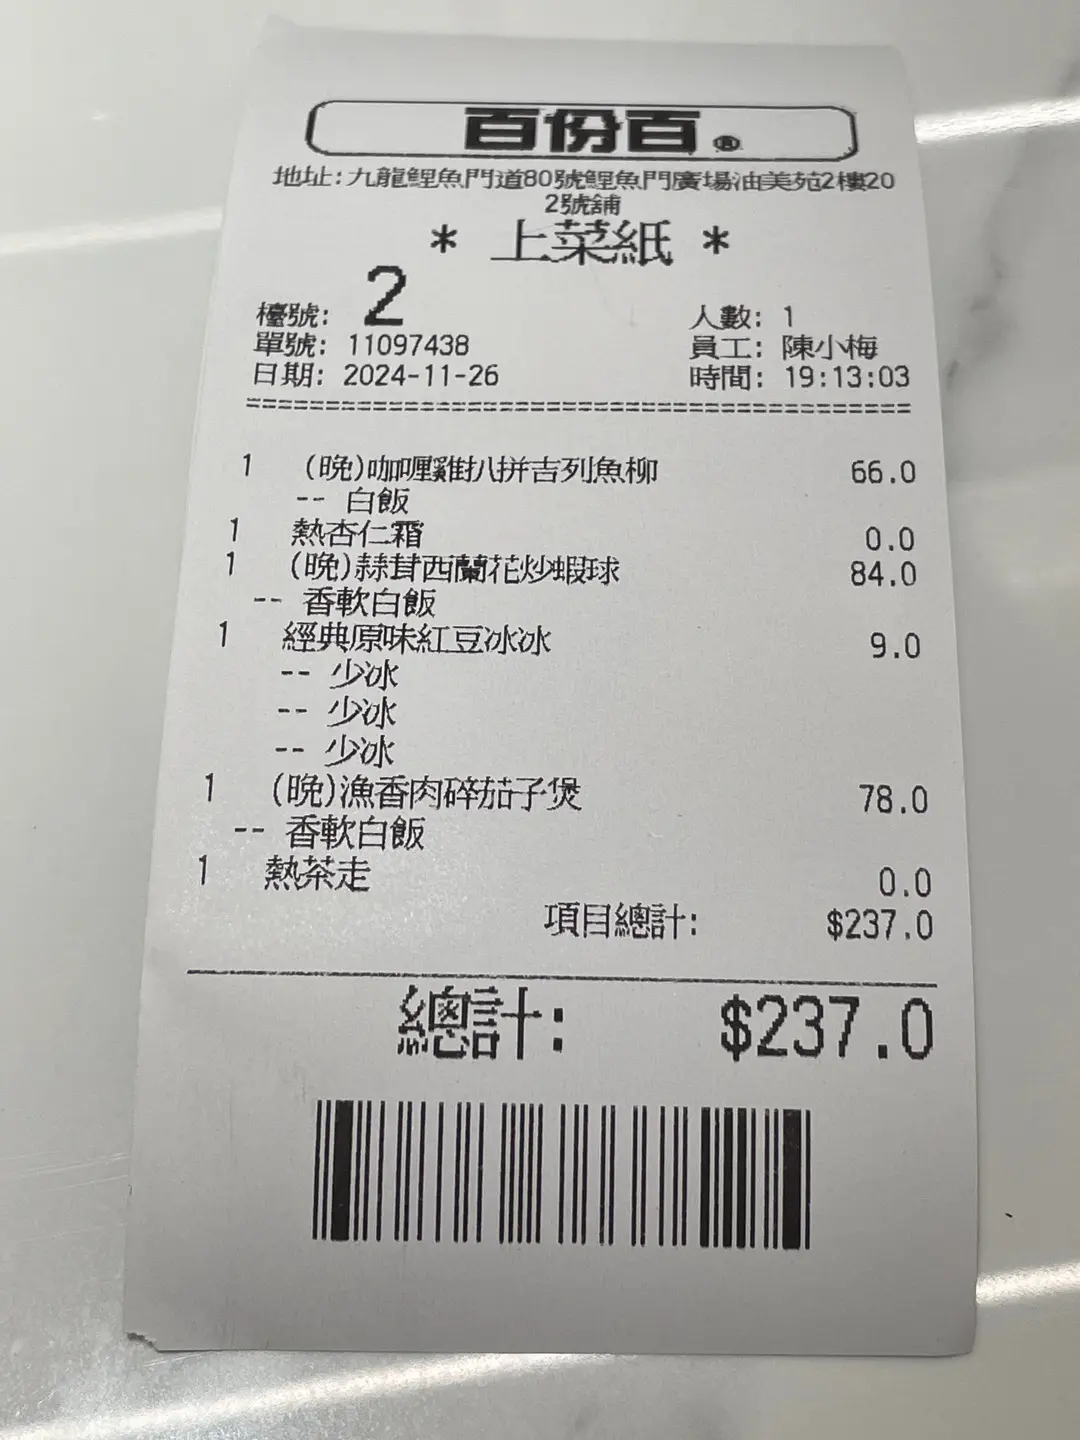 百份百®
地址:九龍鯉魚門道80號鯉魚門廣場油美苑2樓20
2號舖
* 上菜紙 *
檯號: 2 人數: 1
單號: 11097438 員工: 陳小梅
日期: 2024-11-26 時間: 19:13:03
==========================================
1 (晚)咖喱雞扒拼吉列魚柳 66.0
-- 白飯
1 熱杏仁霜 0.0
1 (晚)蒜茸西蘭花炒蝦球 84.0
-- 香軟白飯
1 經典原味紅豆冰冰 9.0
-- 少冰
-- 少冰
-- 少冰
1 (晚)漁香肉碎茄子煲 78.0
-- 香軟白飯
1 熱茶走 0.0
項目總計: $237.0
總計: $237.0